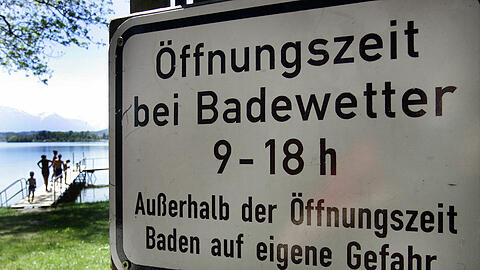 Öffnungszeit
bei Badewetter
9 - 18 h
Außerhalb der Öffnungszeit
Baden auf eigene Gefahr